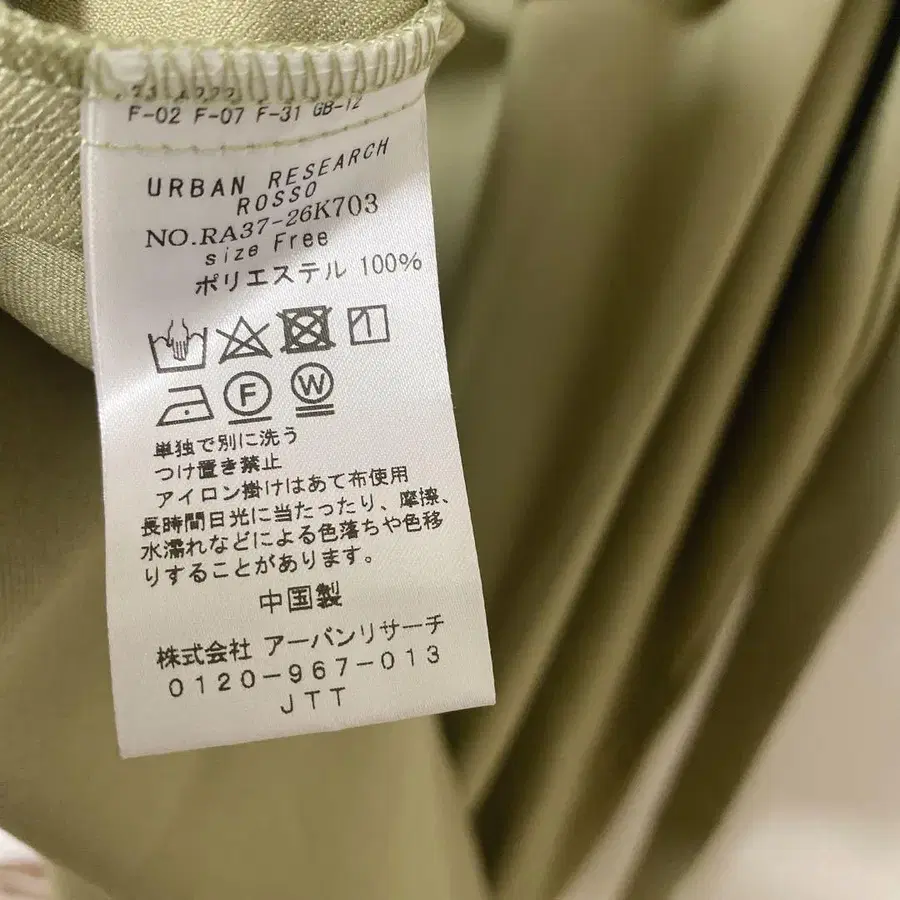 F-02 F-07 F-31 GB-12
URBAN RESEARCH
ROSSO
NO.RA37-26K703
size Free
ポリエステル 100%
F W
単独で別に洗う
つけ置き禁止
アイロン掛けはあて布使用
長時間日光に当たったり、摩擦、
水濡れなどによる色落ちや色移
りすることがあります。
中国製
株式会社 アーバンリサーチ
0120-967-013
JTT